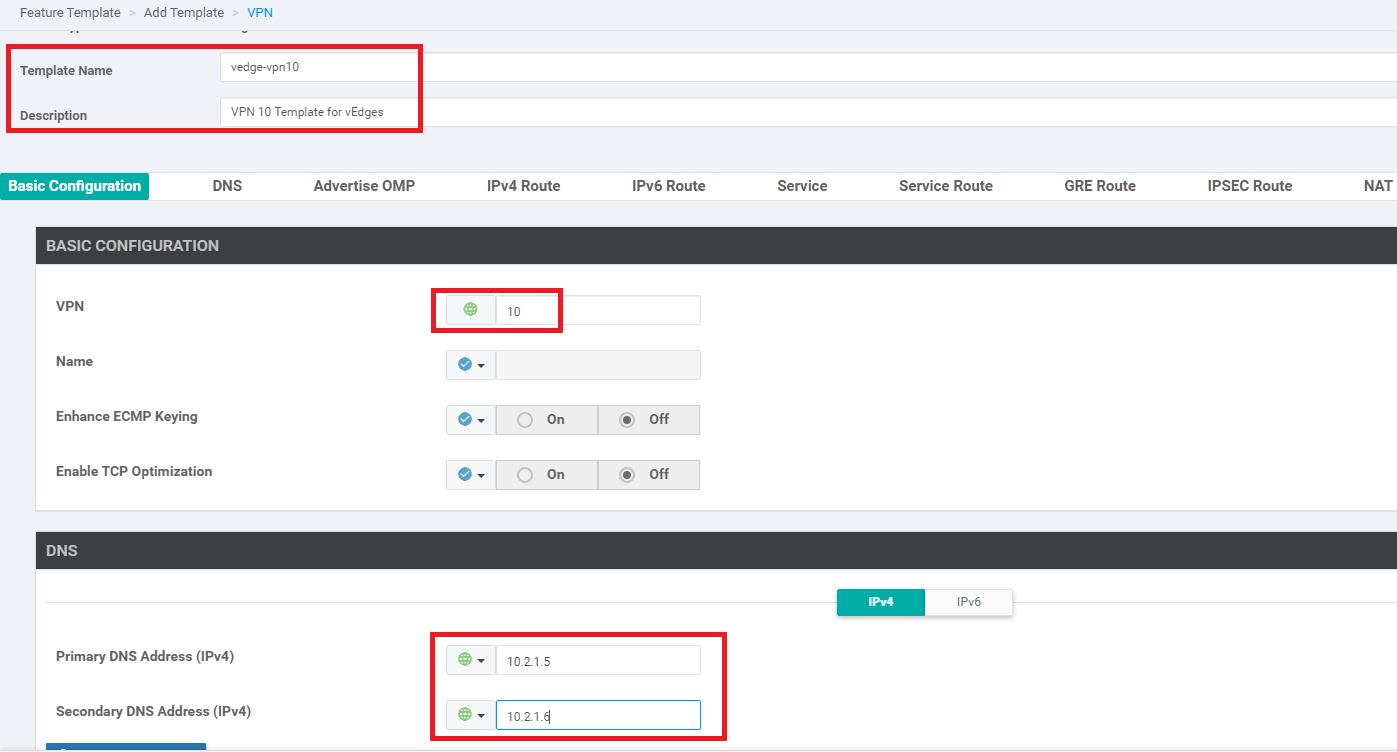 Feature Template > Add Template > VPN
Template Name vedge-vpn10
Description VPN 10 Template for vEdges
Basic Configuration DNS Advertise OMP IPv4 Route IPv6 Route Service Service Route GRE Route IPSEC Route NAT
BASIC CONFIGURATION
VPN 10
Name
Enhance ECMP Keying On Off
Enable TCP Optimization On Off
DNS
IPv4 IPv6
Primary DNS Address (IPv4) 10.2.1.5
Secondary DNS Address (IPv4) 10.2.1.6